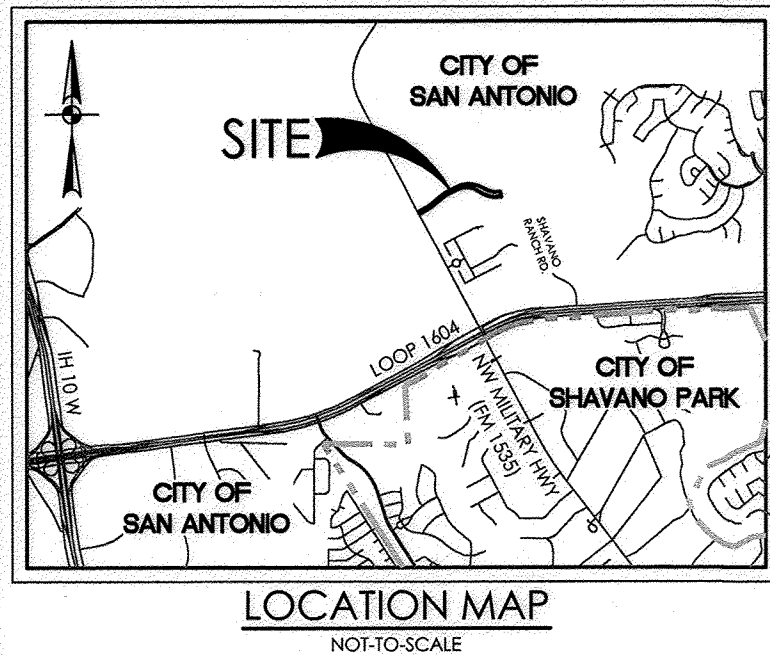 CITY OF
SAN ANTONIO
SITE
SHAVANO
RANCH RD.
IH 10 W
LOOP 1604
NW MILITARY HWY
(FM 1535)
CITY OF
SHAVANO PARK
CITY OF
SAN ANTONIO
LOCATION MAP
NOT-TO-SCALE